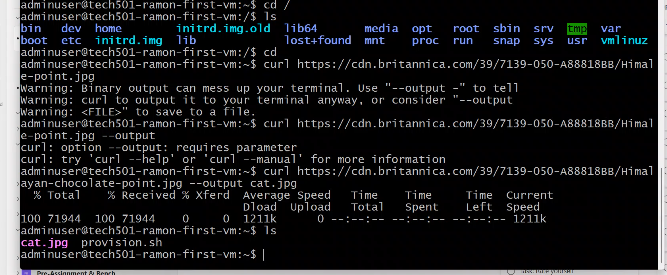 adminuser@tech501-ramon-first-vm:~$ cd /
adminuser@tech501-ramon-first-vm:/$ ls
bin dev home initrd.img.old lib64 media opt root sbin srv tmp var
boot etc initrd.img lib lost+found mnt proc run snap sys usr vmlinuz
adminuser@tech501-ramon-first-vm:/$ cd
adminuser@tech501-ramon-first-vm:~$ curl https://cdn.britannica.com/39/7139-050-A88818BB/Himal
e-point.jpg
Warning: Binary output can mess up your terminal. Use "--output -" to tell
Warning: curl to output it to your terminal anyway, or consider "--output
Warning: <FILE>" to save to a file.
adminuser@tech501-ramon-first-vm:~$ curl https://cdn.britannica.com/39/7139-050-A88818BB/Himal
e-point.jpg --output
curl: option --output: requires parameter
curl: try 'curl --help' or 'curl --manual' for more information
adminuser@tech501-ramon-first-vm:~$ curl https://cdn.britannica.com/39/7139-050-A88818BB/Himal
ayan-chocolate-point.jpg --output cat.jpg
% Total % Received % Xferd Average Speed Time Time Time Current
Dload Upload Total Spent Left Speed
100 71944 100 71944 0 0 1211k 0 --:--:-- --:--:-- --:--:-- 1211k
adminuser@tech501-ramon-first-vm:~$ ls
cat.jpg provision.sh
adminuser@tech501-ramon-first-vm:~$
Pre-Assignment & Bench